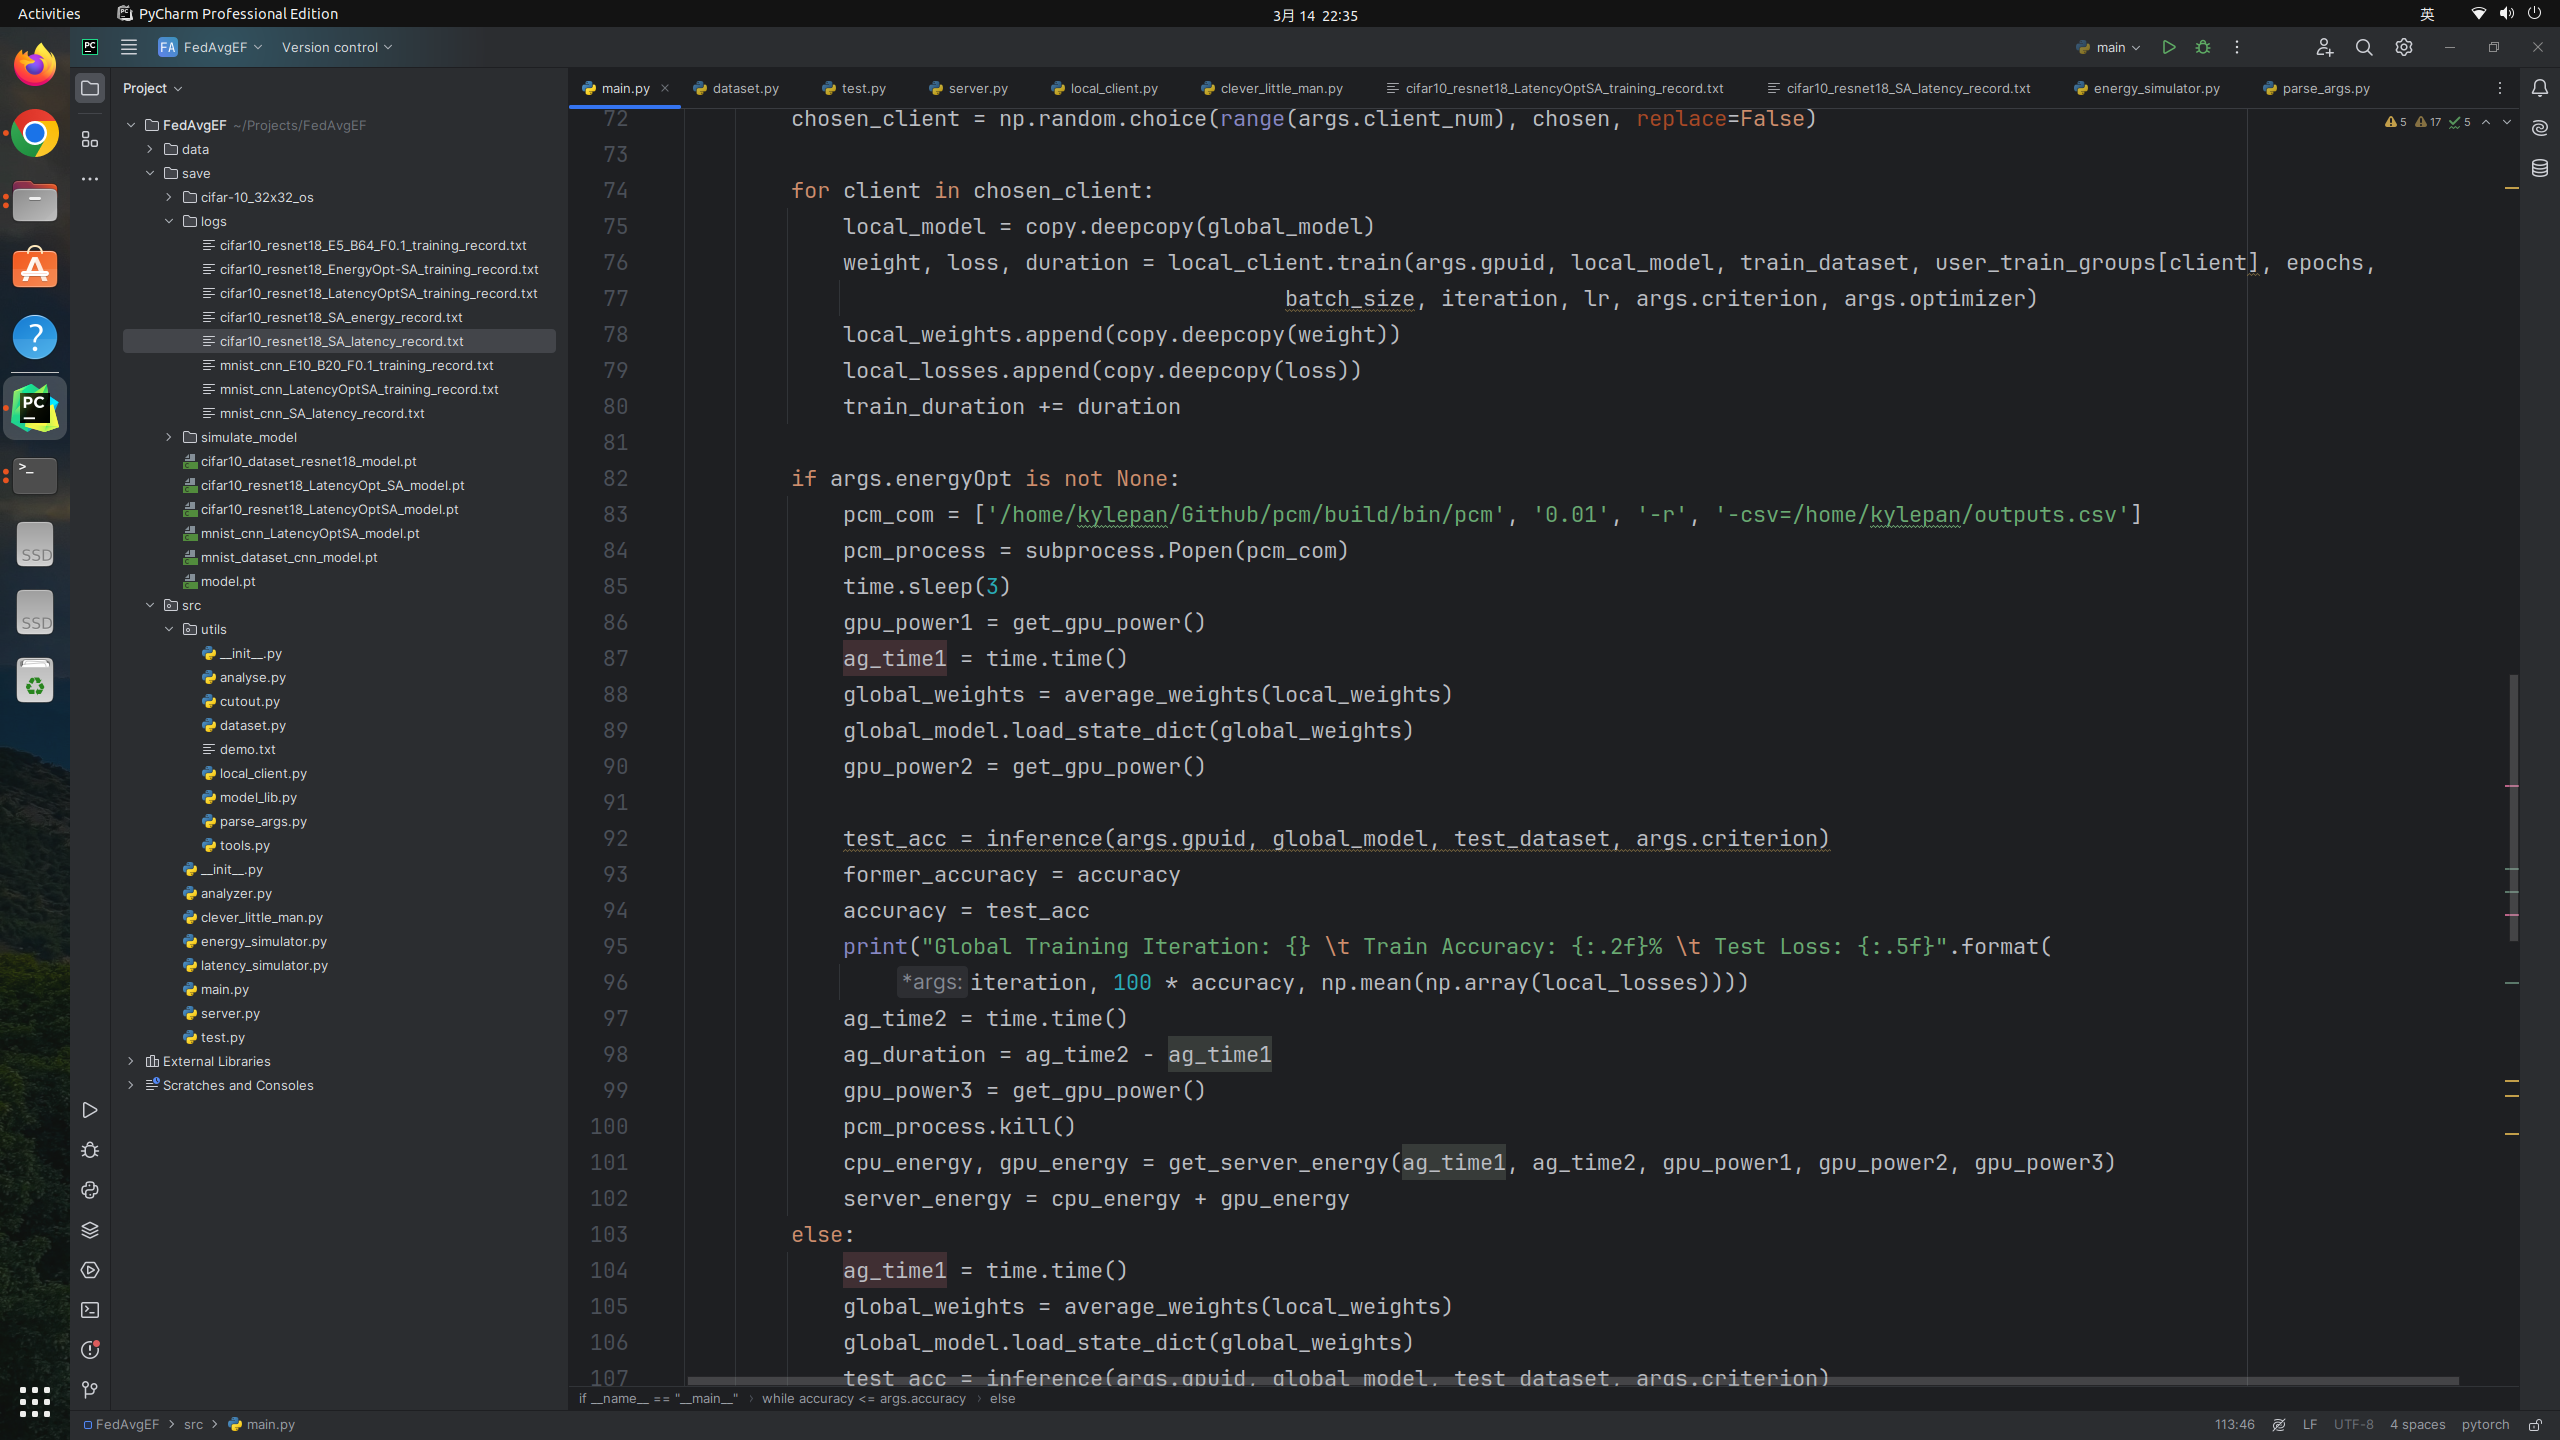 Activities
PyCharm Professional Edition
3月 14 22:35
英
FedAvgEF
Version control
main
Project
main.py
dataset.py
test.py
server.py
local_client.py
clever_little_man.py
cifar10_resnet18_LatencyOptSA_training_record.txt
cifar10_resnet18_SA_latency_record.txt
energy_simulator.py
parse_args.py
5 17 5
FedAvgEF ~/Projects/FedAvgEF
data
save
cifar-10_32x32_os
logs
cifar10_resnet18_E5_B64_F0.1_training_record.txt
cifar10_resnet18_EnergyOpt-SA_training_record.txt
cifar10_resnet18_LatencyOptSA_training_record.txt
cifar10_resnet18_SA_energy_record.txt
cifar10_resnet18_SA_latency_record.txt
mnist_cnn_E10_B20_F0.1_training_record.txt
mnist_cnn_LatencyOptSA_training_record.txt
mnist_cnn_SA_latency_record.txt
simulate_model
cifar10_dataset_resnet18_model.pt
cifar10_resnet18_LatencyOpt_SA_model.pt
cifar10_resnet18_LatencyOptSA_model.pt
mnist_cnn_LatencyOptSA_model.pt
mnist_dataset_cnn_model.pt
model.pt
src
utils
__init__.py
analyse.py
cutout.py
dataset.py
demo.txt
local_client.py
model_lib.py
parse_args.py
tools.py
__init__.py
analyzer.py
clever_little_man.py
energy_simulator.py
latency_simulator.py
main.py
server.py
test.py
External Libraries
Scratches and Consoles
SSD
SSD
72 chosen_client = np.random.choice(range(args.client_num), chosen, replace=False)
73
74 for client in chosen_client:
75 local_model = copy.deepcopy(global_model)
76 weight, loss, duration = local_client.train(args.gpuid, local_model, train_dataset, user_train_groups[client], epochs,
77 batch_size, iteration, lr, args.criterion, args.optimizer)
78 local_weights.append(copy.deepcopy(weight))
79 local_losses.append(copy.deepcopy(loss))
80 train_duration += duration
81
82 if args.energyOpt is not None:
83 pcm_com = ['/home/kylepan/Github/pcm/build/bin/pcm', '0.01', '-r', '-csv=/home/kylepan/outputs.csv']
84 pcm_process = subprocess.Popen(pcm_com)
85 time.sleep(3)
86 gpu_power1 = get_gpu_power()
87 ag_time1 = time.time()
88 global_weights = average_weights(local_weights)
89 global_model.load_state_dict(global_weights)
90 gpu_power2 = get_gpu_power()
91
92 test_acc = inference(args.gpuid, global_model, test_dataset, args.criterion)
93 former_accuracy = accuracy
94 accuracy = test_acc
95 print("Global Training Iteration: {} \t Train Accuracy: {:.2f}% \t Test Loss: {:.5f}".format(
96 *args: iteration, 100 * accuracy, np.mean(np.array(local_losses))))
97 ag_time2 = time.time()
98 ag_duration = ag_time2 - ag_time1
99 gpu_power3 = get_gpu_power()
100 pcm_process.kill()
101 cpu_energy, gpu_energy = get_server_energy(ag_time1, ag_time2, gpu_power1, gpu_power2, gpu_power3)
102 server_energy = cpu_energy + gpu_energy
103 else:
104 ag_time1 = time.time()
105 global_weights = average_weights(local_weights)
106 global_model.load_state_dict(global_weights)
107 test_acc = inference(args.gpuid, global_model, test_dataset, args.criterion)
if __name__ == "__main__" › while accuracy <= args.accuracy › else
FedAvgEF › src › main.py
113:46 LF UTF-8 4 spaces pytorch